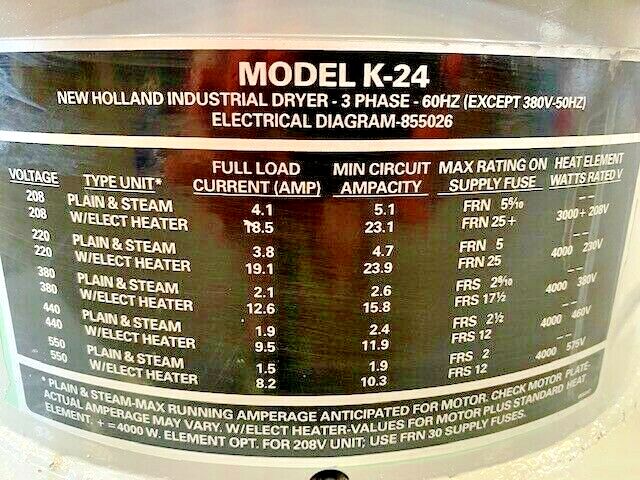 MODEL K-24
NEW HOLLAND INDUSTRIAL DRYER - 3 PHASE - 60HZ (EXCEPT 380V-50HZ)
ELECTRICAL DIAGRAM-855026
VOLTAGE TYPE UNIT* FULL LOAD CURRENT (AMP) MIN CIRCUIT AMPACITY MAX RATING ON SUPPLY FUSE HEAT ELEMENT WATTS RATED V
208 PLAIN & STEAM 4.1 5.1 FRN 5 6/10 --
208 W/ELECT HEATER 18.5 23.1 FRN 25+ 3000+ 208V
220 PLAIN & STEAM 3.8 4.7 FRN 5 --
220 W/ELECT HEATER 19.1 23.9 FRN 25 4000 230V
380 PLAIN & STEAM 2.1 2.6 FRS 2 8/10 --
380 W/ELECT HEATER 12.6 15.8 FRS 17½ 4000 380V
440 PLAIN & STEAM 1.9 2.4 FRS 2½ --
440 W/ELECT HEATER 9.5 11.9 FRS 12 4000 460V
550 PLAIN & STEAM 1.5 1.9 FRS 2 --
550 W/ELECT HEATER 8.2 10.3 FRS 12 4000 575V
* PLAIN & STEAM-MAX RUNNING AMPERAGE ANTICIPATED FOR MOTOR. CHECK MOTOR PLATE-
ACTUAL AMPERAGE MAY VARY. W/ELECT HEATER-VALUES FOR MOTOR PLUS STANDARD HEAT
ELEMENT. + =4000 W. ELEMENT OPT. FOR 208V UNIT; USE FRN 30 SUPPLY FUSES.